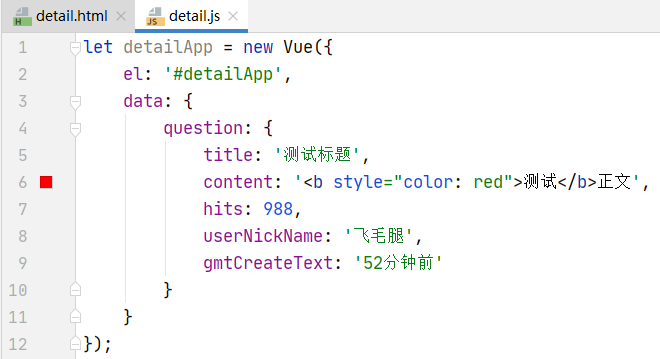 detail.html × detail.js ×
1 let detailApp = new Vue({
2 el: '#detailApp',
3 data: {
4 question: {
5 title: '测试标题',
6 content: '<b style="color: red">测试</b>正文',
7 hits: 988,
8 userNickName: '飞毛腿',
9 gmtCreateText: '52分钟前'
10 }
11 }
12 });